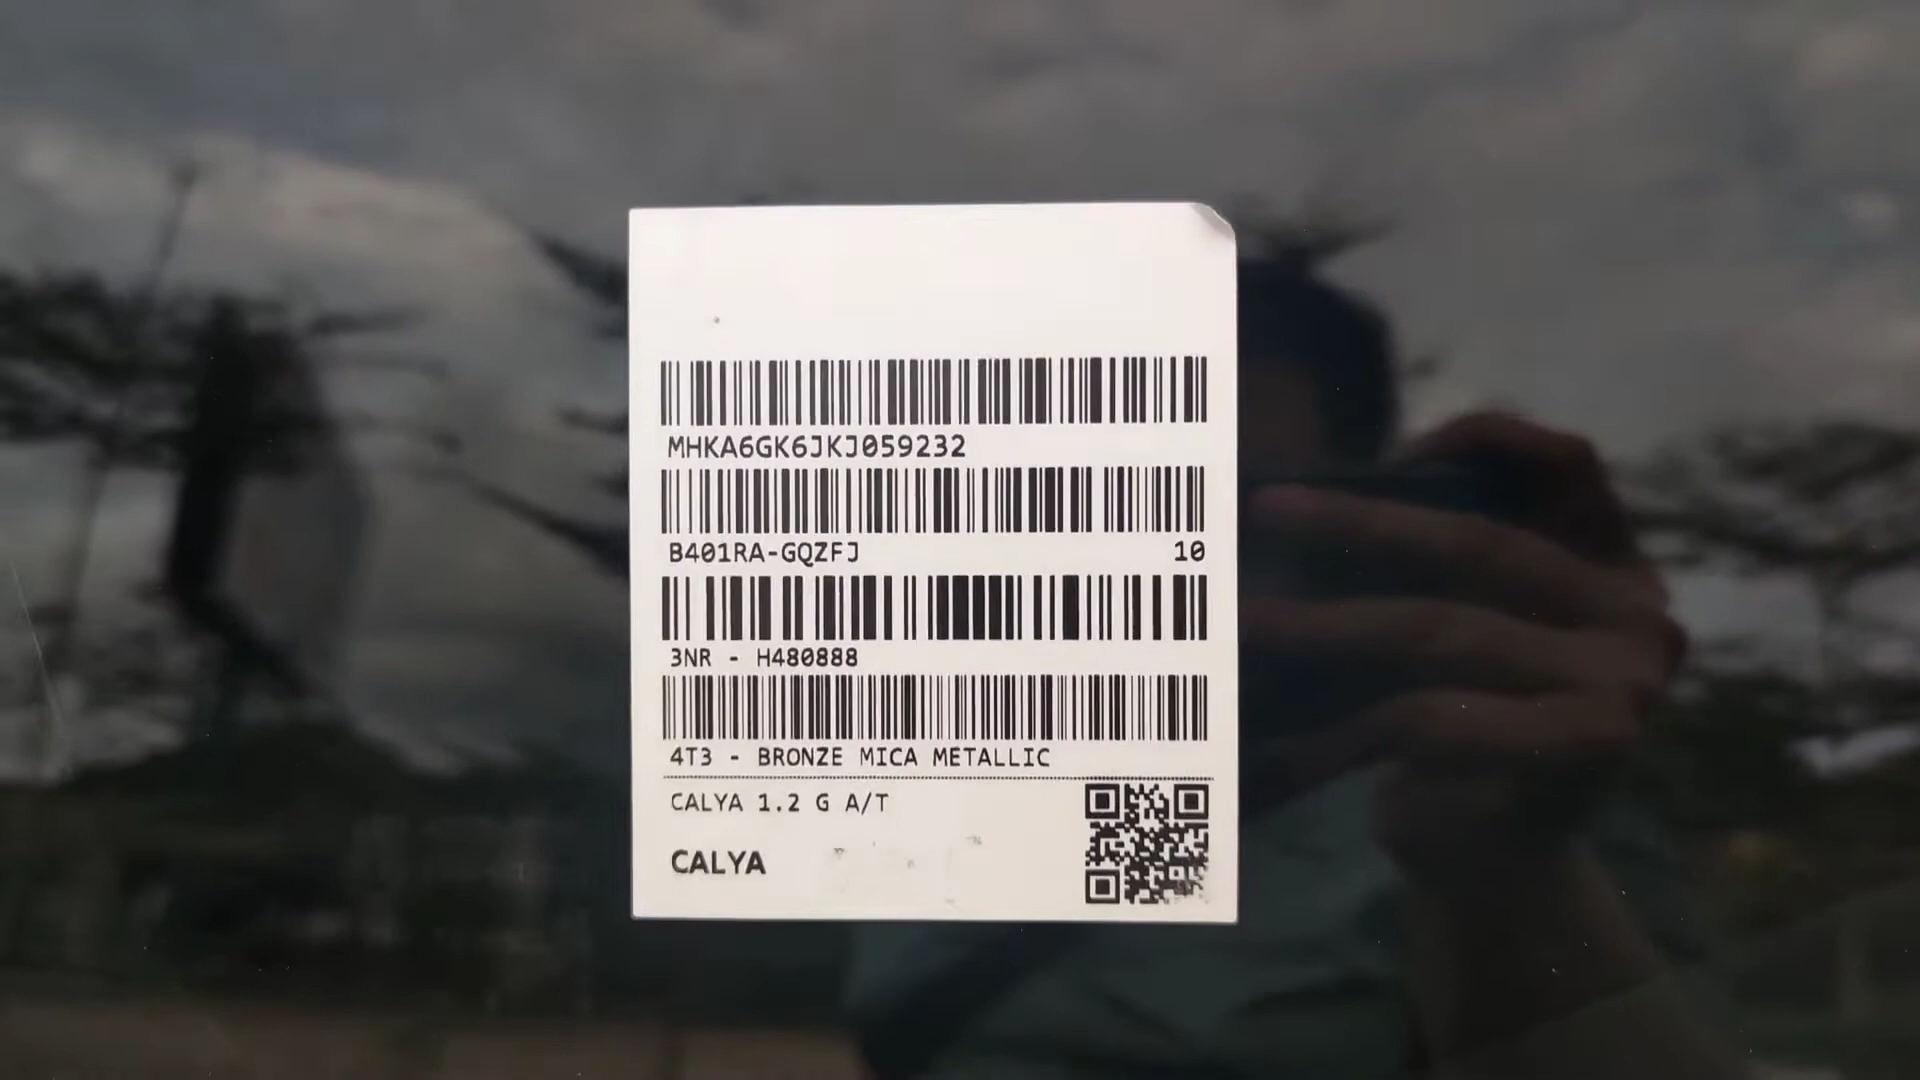 MHKA6GK6JKJ059232
B401RA-GQZFJ 10
3NR - H480888
4T3 - BRONZE MICA METALLIC
CALYA 1.2 G A/T
CALYA